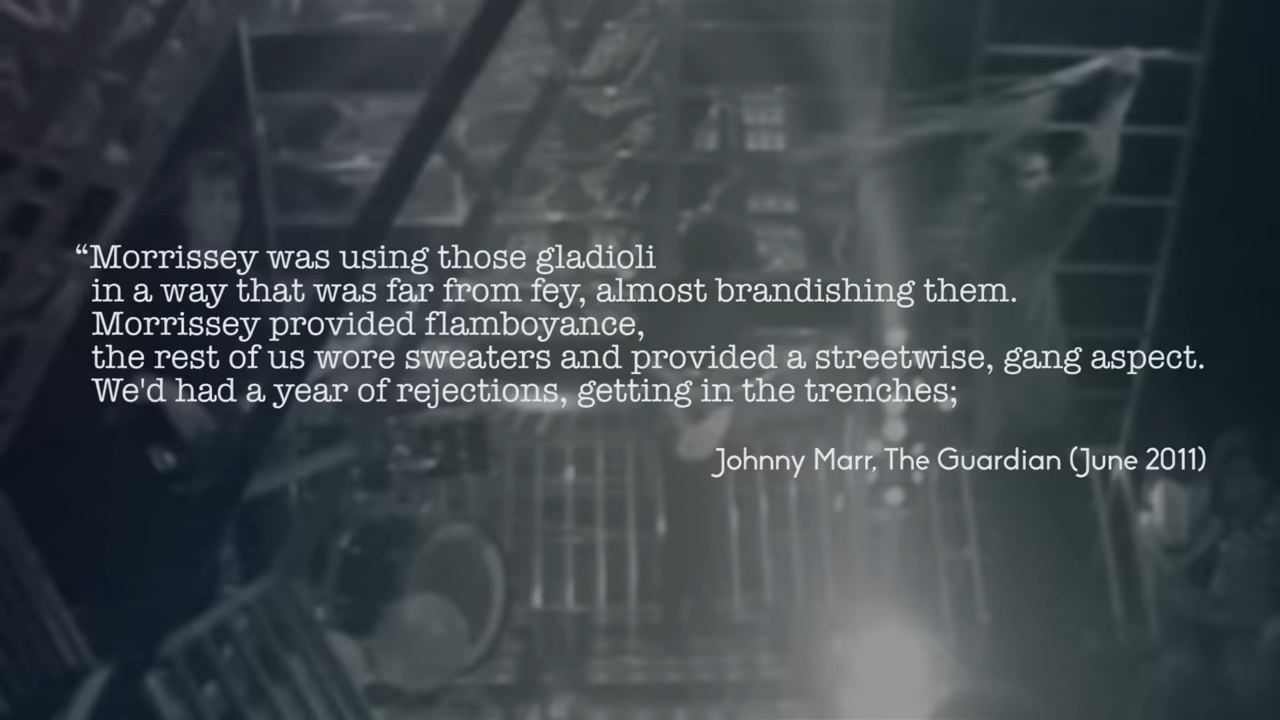 “Morrissey was using those gladioli
in a way that was far from fey, almost brandishing them.
Morrissey provided flamboyance,
the rest of us wore sweaters and provided a streetwise, gang aspect.
We'd had a year of rejections, getting in the trenches;
Johnny Marr, The Guardian (June 2011)